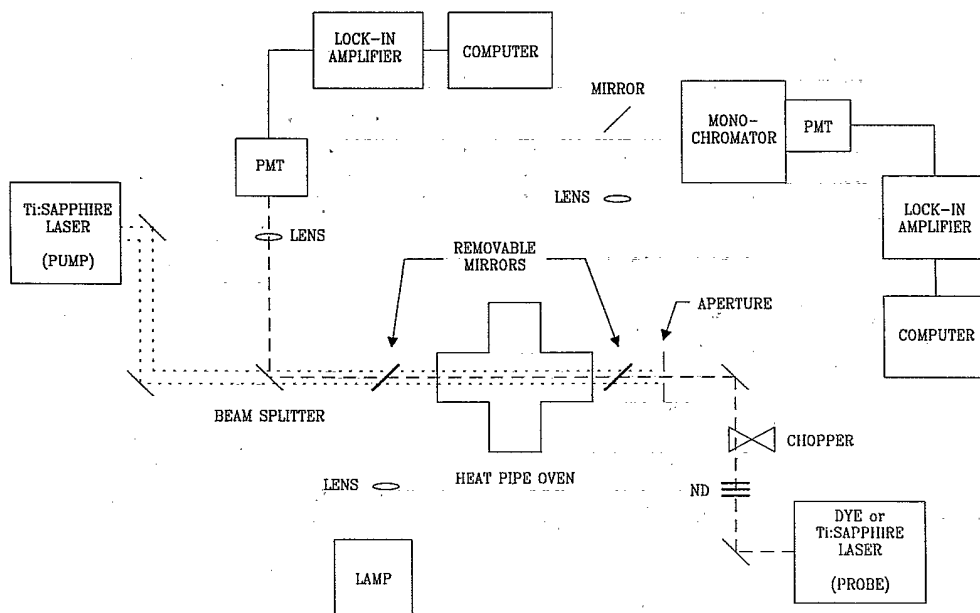 LOCK-IN
AMPLIFIER
COMPUTER
MIRROR
MONO-
CHROMATOR
PMT
PMT
Ti:SAPPHIRE
LASER
(PUMP)
LENS
LENS
LOCK-IN
AMPLIFIER
REMOVABLE
MIRRORS
APERTURE
COMPUTER
BEAM SPLITTER
HEAT PIPE OVEN
CHOPPER
LENS
ND
DYE or
Ti:SAPPHIRE
LASER
(PROBE)
LAMP